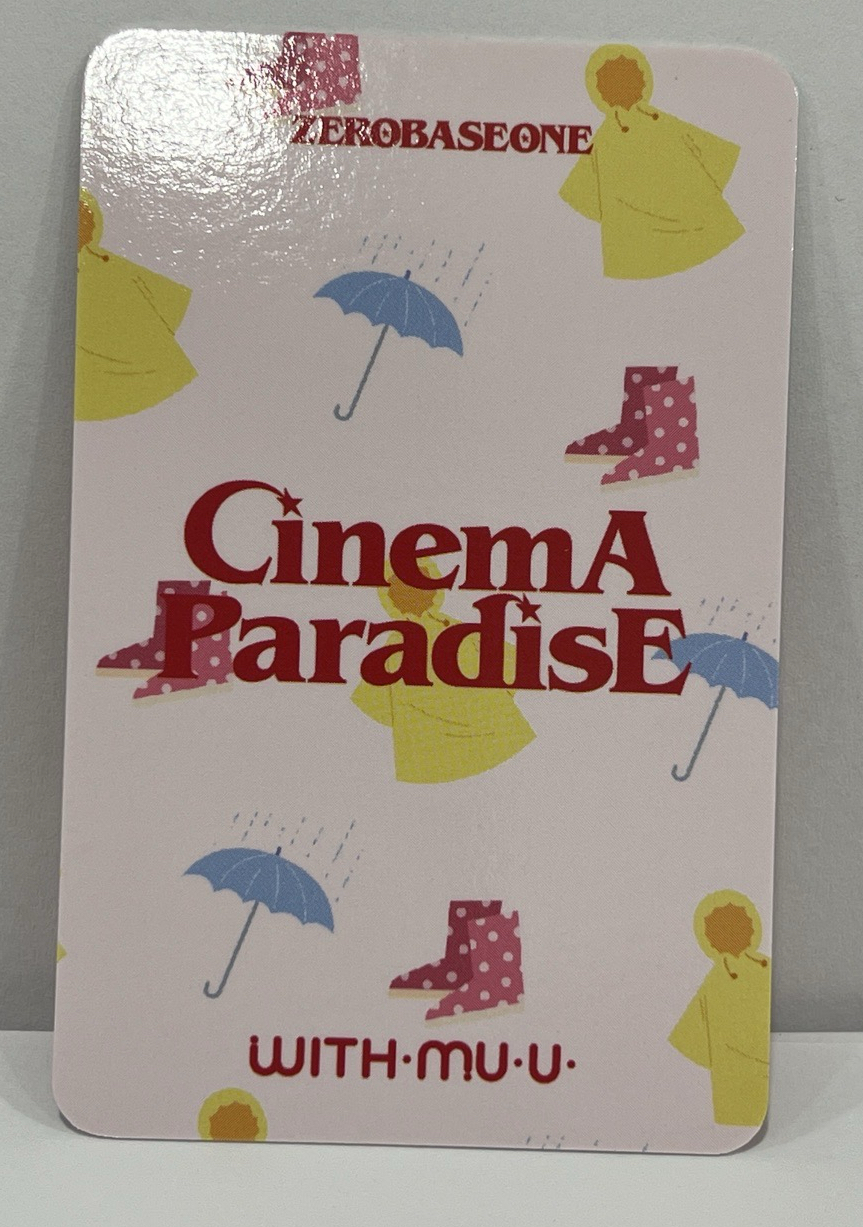 ZEROBASEONE
CinemA
ParadisE
WITH·MU·U·